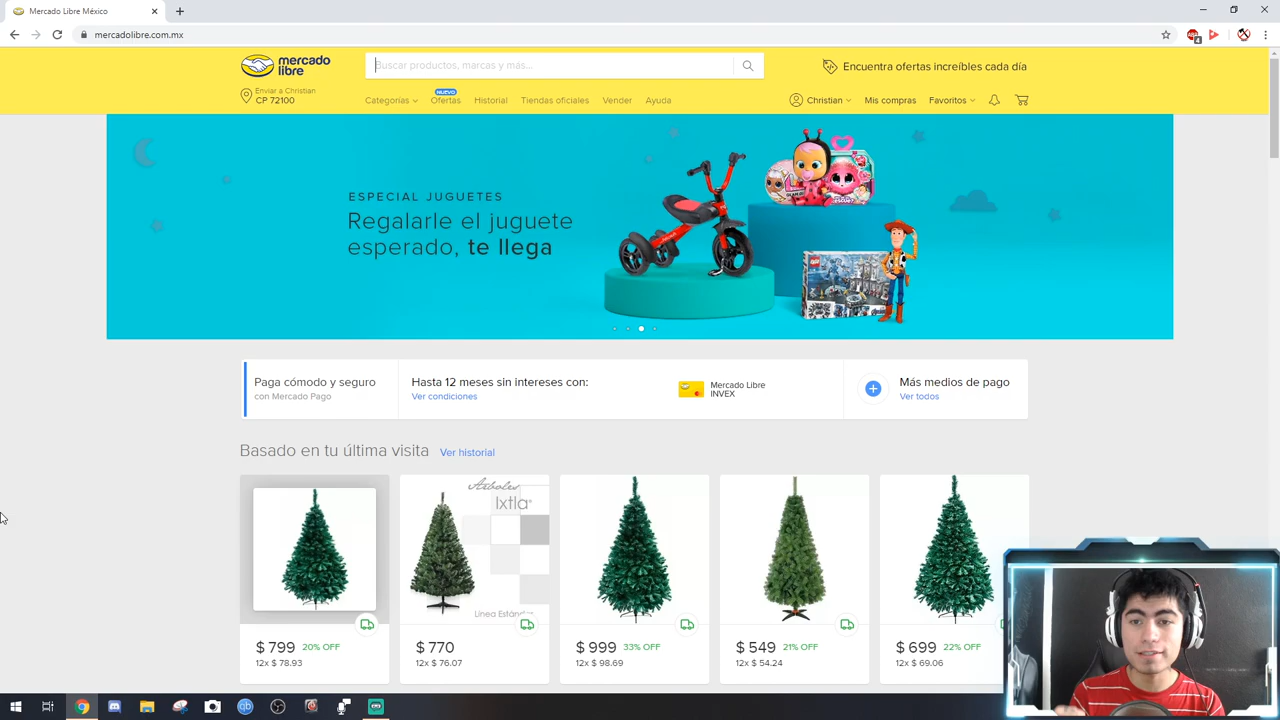 Mercado Libre México
mercadolibre.com.mx
4
mercado
libre
Buscar productos, marcas y más...
Encuentra ofertas increíbles cada día
Enviar a Christian
CP 72100
Categorías
NUEVO
Ofertas
Historial
Tiendas oficiales
Vender
Ayuda
Christian
Mis compras
Favoritos
ESPECIAL JUGUETES
Regalarle el juguete
esperado, te llega
Paga cómodo y seguro
con Mercado Pago
Hasta 12 meses sin intereses con:
Ver condiciones
Mercado Libre
INVEX
Más medios de pago
Ver todos
Basado en tu última visita
Ver historial
Arboles
Ixtla
Línea Estándar
$ 799 20% OFF
12x $ 78.93
$ 770
12x $ 76.07
$ 999 33% OFF
12x $ 98.69
$ 549 21% OFF
12x $ 54.24
$ 699 22% OFF
12x $ 69.06